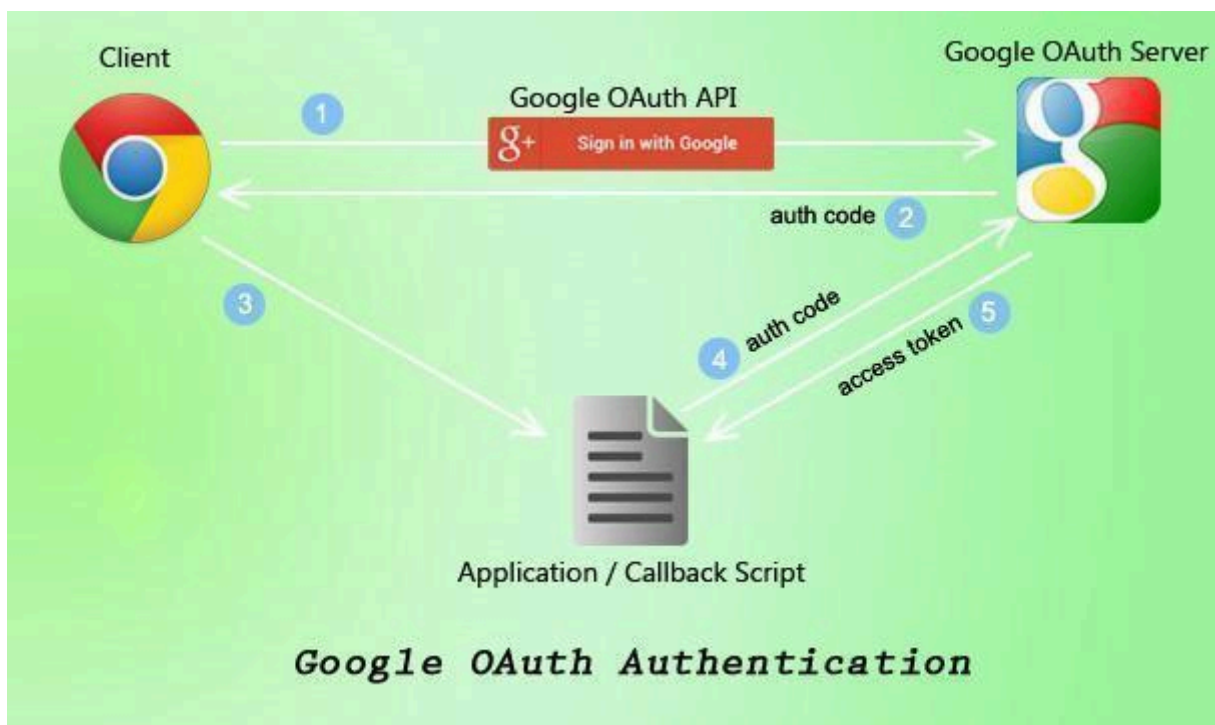 Client
Google OAuth Server
1
Google OAuth API
g+ Sign in with Google
auth code 2
3
4 auth code
access token 5
Application / Callback Script
Google OAuth Authentication